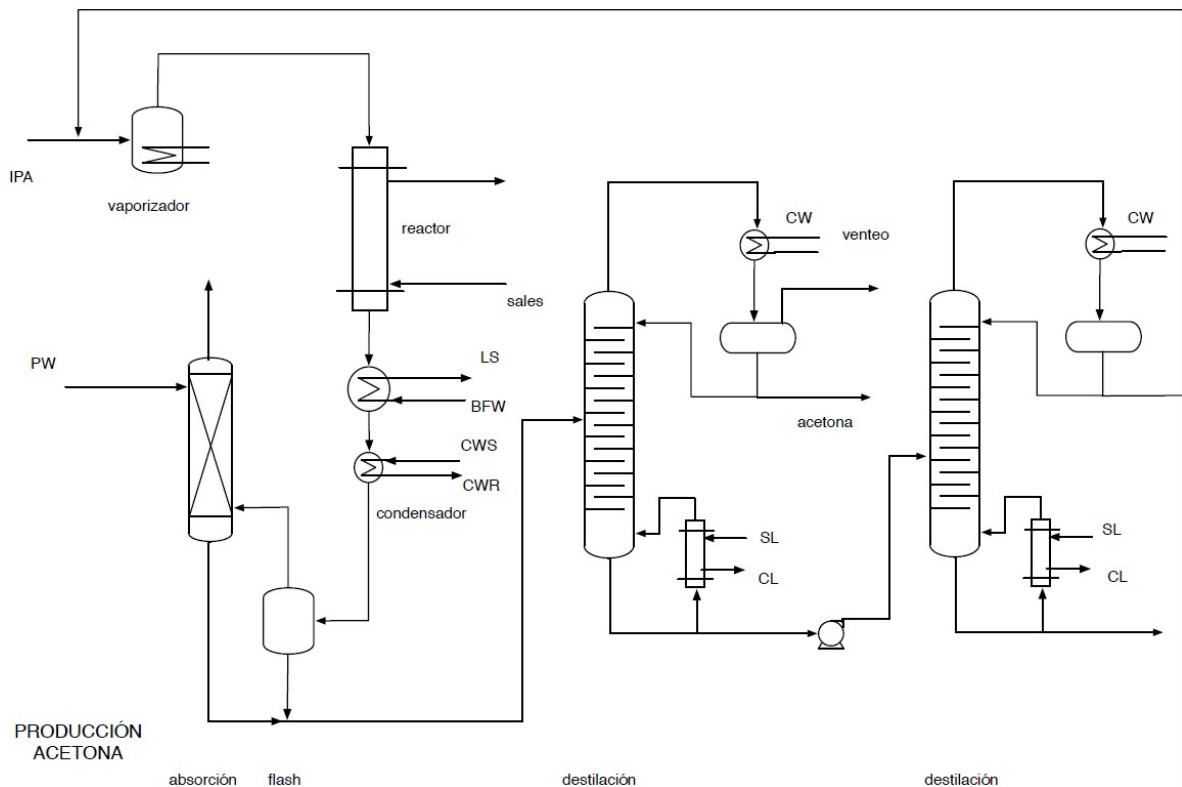 IPA
vaporizador
reactor
sales
CW
venteo
CW
PW
LS
BFW
CWS
CWR
condensador
acetona
SL
CL
SL
CL
PRODUCCIÓN
ACETONA
absorción
flash
destilación
destilación